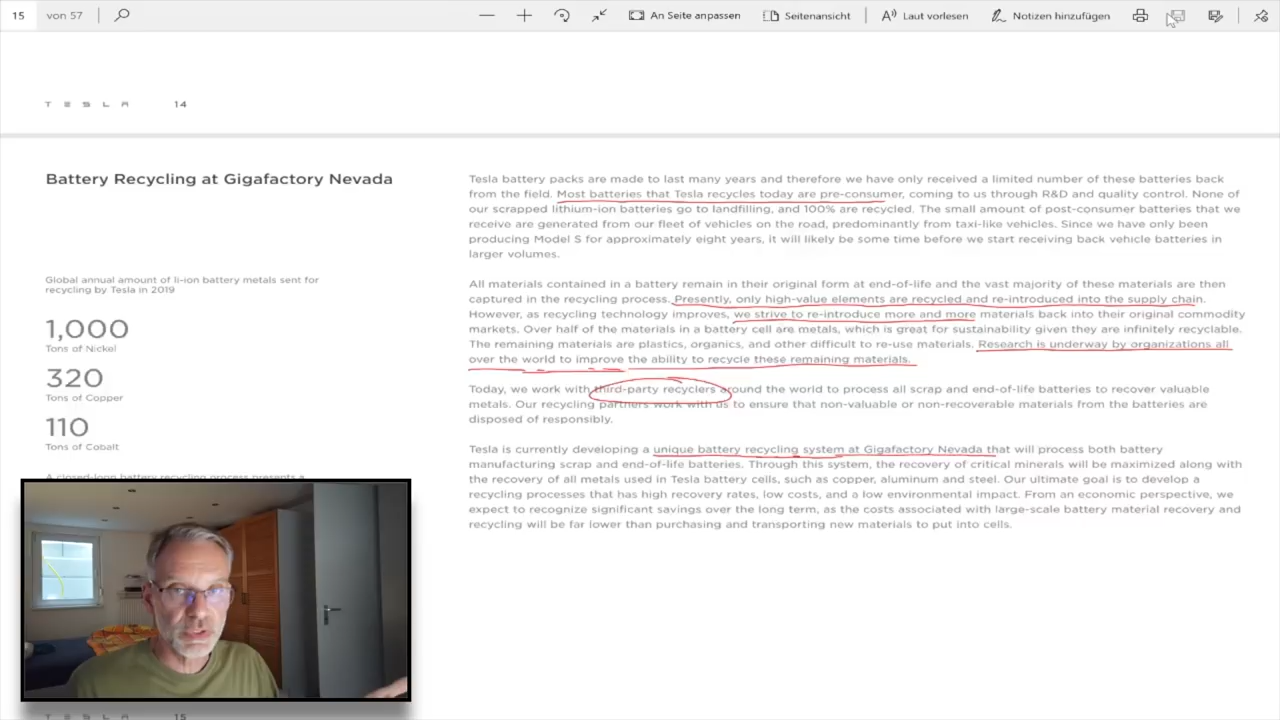 15 von 57 An Seite anpassen Seitenansicht Laut vorlesen Notizen hinzufügen
TESLA 14
Battery Recycling at Gigafactory Nevada
Global annual amount of li-ion battery metals sent for
recycling by Tesla in 2019
1,000
Tons of Nickel
320
Tons of Copper
110
Tons of Cobalt
A closed-loop battery recycling process presents a
Tesla battery packs are made to last many years and therefore we have only received a limited number of these batteries back
from the field. Most batteries that Tesla recycles today are pre-consumer, coming to us through R&D and quality control. None of
our scrapped lithium-ion batteries go to landfilling, and 100% are recycled. The small amount of post-consumer batteries that we
receive are generated from our fleet of vehicles on the road, predominantly from taxi-like vehicles. Since we have only been
producing Model S for approximately eight years, it will likely be some time before we start receiving back vehicle batteries in
larger volumes.
All materials contained in a battery remain in their original form at end-of-life and the vast majority of these materials are then
captured in the recycling process. Presently, only high-value elements are recycled and re-introduced into the supply chain.
However, as recycling technology improves, we strive to re-introduce more and more materials back into their original commodity
markets. Over half of the materials in a battery cell are metals, which is great for sustainability given they are infinitely recyclable.
The remaining materials are plastics, organics, and other difficult to re-use materials. Research is underway by organizations all
over the world to improve the ability to recycle these remaining materials.
Today, we work with third-party recyclers around the world to process all scrap and end-of-life batteries to recover valuable
metals. Our recycling partners work with us to ensure that non-valuable or non-recoverable materials from the batteries are
disposed of responsibly.
Tesla is currently developing a unique battery recycling system at Gigafactory Nevada that will process both battery
manufacturing scrap and end-of-life batteries. Through this system, the recovery of critical minerals will be maximized along with
the recovery of all metals used in Tesla battery cells, such as copper, aluminum and steel. Our ultimate goal is to develop a
recycling processes that has high recovery rates, low costs, and a low environmental impact. From an economic perspective, we
expect to recognize significant savings over the long term, as the costs associated with large-scale battery material recovery and
recycling will be far lower than purchasing and transporting new materials to put into cells.
TESLA 15